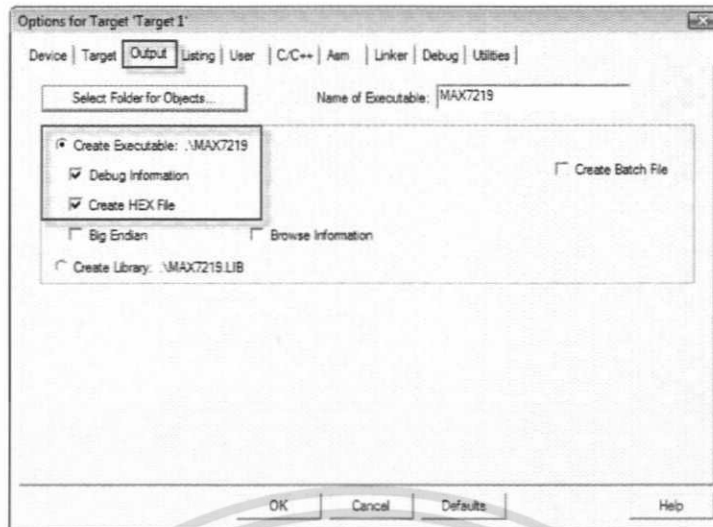 Options for Target 'Target 1'
Device | Target | Output | Listing | User | C/C++ | Asm | Linker | Debug | Utilities |
Select Folder for Objects... Name of Executable: MAX7219
Create Executable: .\MAX7219
Debug Information Create Batch File
Create HEX File
Big Endian Browse Information
Create Library: .\MAX7219.LIB
OK Cancel Defaults Help